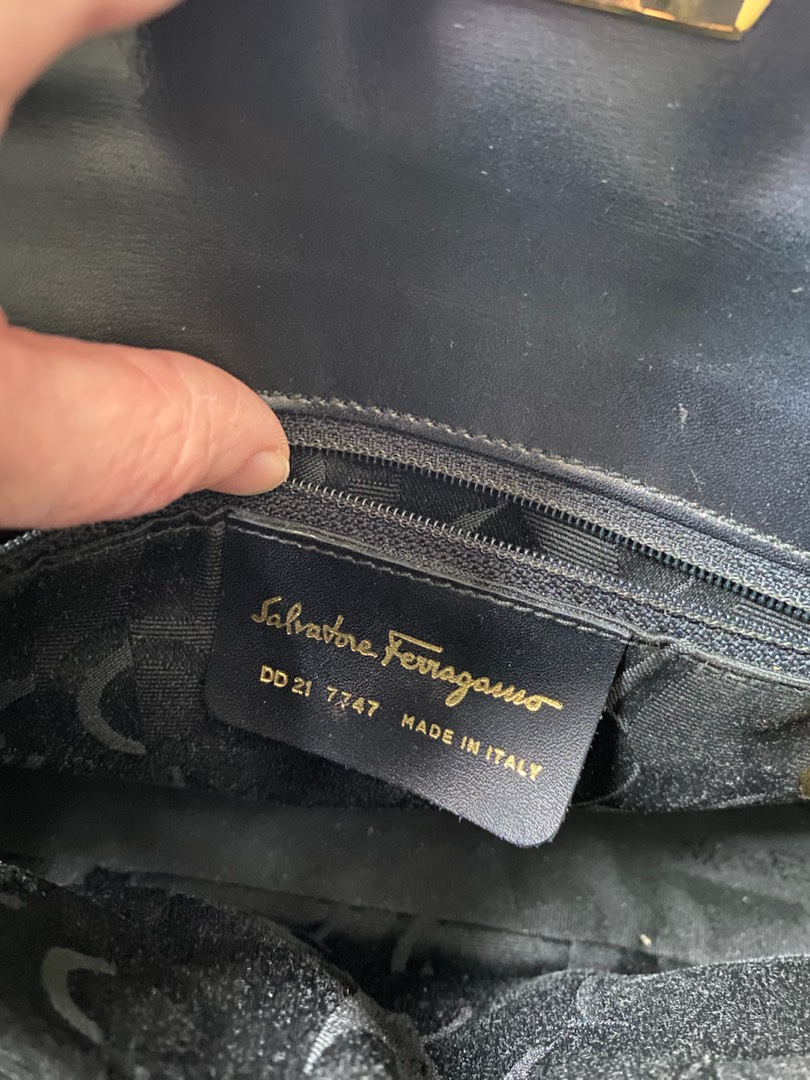 Salvatore Ferragamo
DD 21 7747 MADE IN ITALY